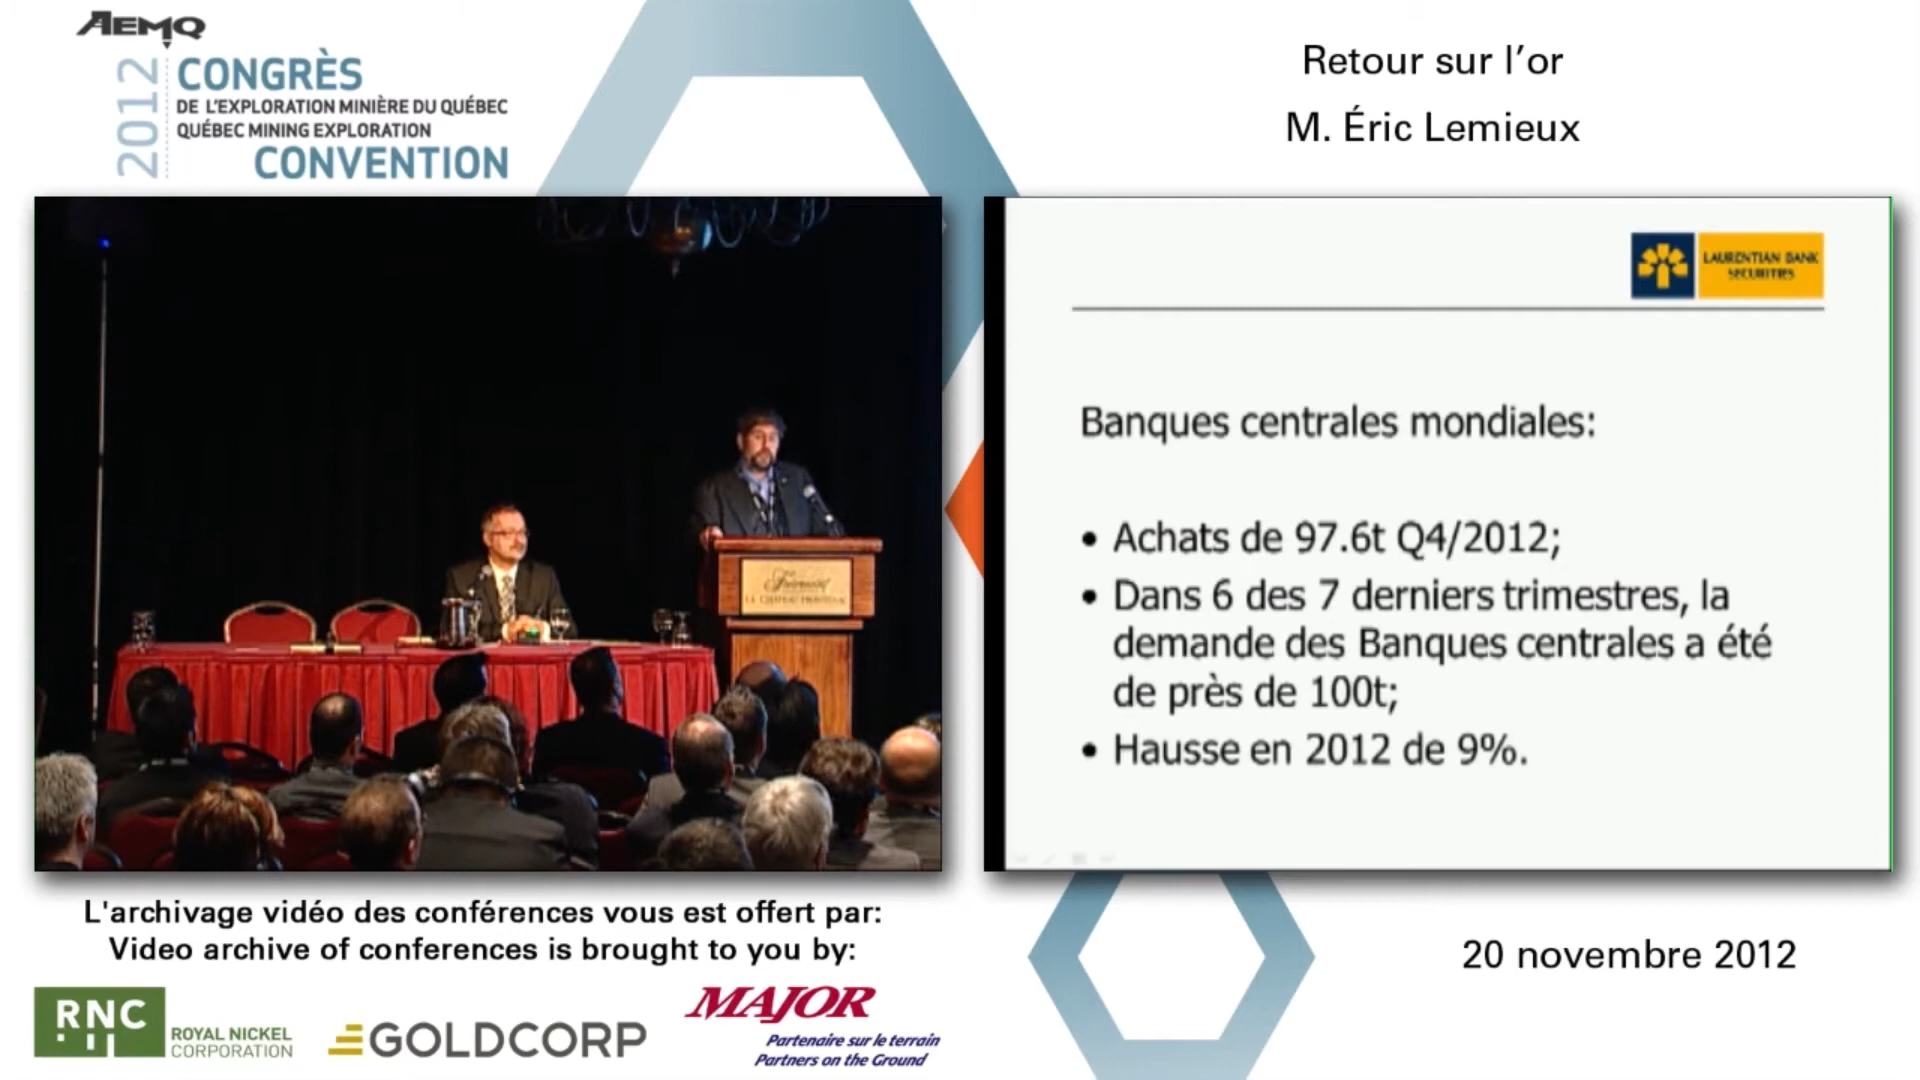 AEMQ
2012
CONGRÈS
DE L'EXPLORATION MINIÈRE DU QUÉBEC
QUÉBEC MINING EXPLORATION
CONVENTION
Retour sur l'or
M. Éric Lemieux
LAURENTIAN BANK
SECURITIES
Banques centrales mondiales:
• Achats de 97.6t Q4/2012;
• Dans 6 des 7 derniers trimestres, la
demande des Banques centrales a été
de près de 100t;
• Hausse en 2012 de 9%.
Fairmont
LE CHATEAU FRONTENAC
L'archivage vidéo des conférences vous est offert par:
Video archive of conferences is brought to you by:
RNC
ROYAL NICKEL
CORPORATION
GOLDCORP
MAJOR
Partenaire sur le terrain
Partners on the Ground
20 novembre 2012